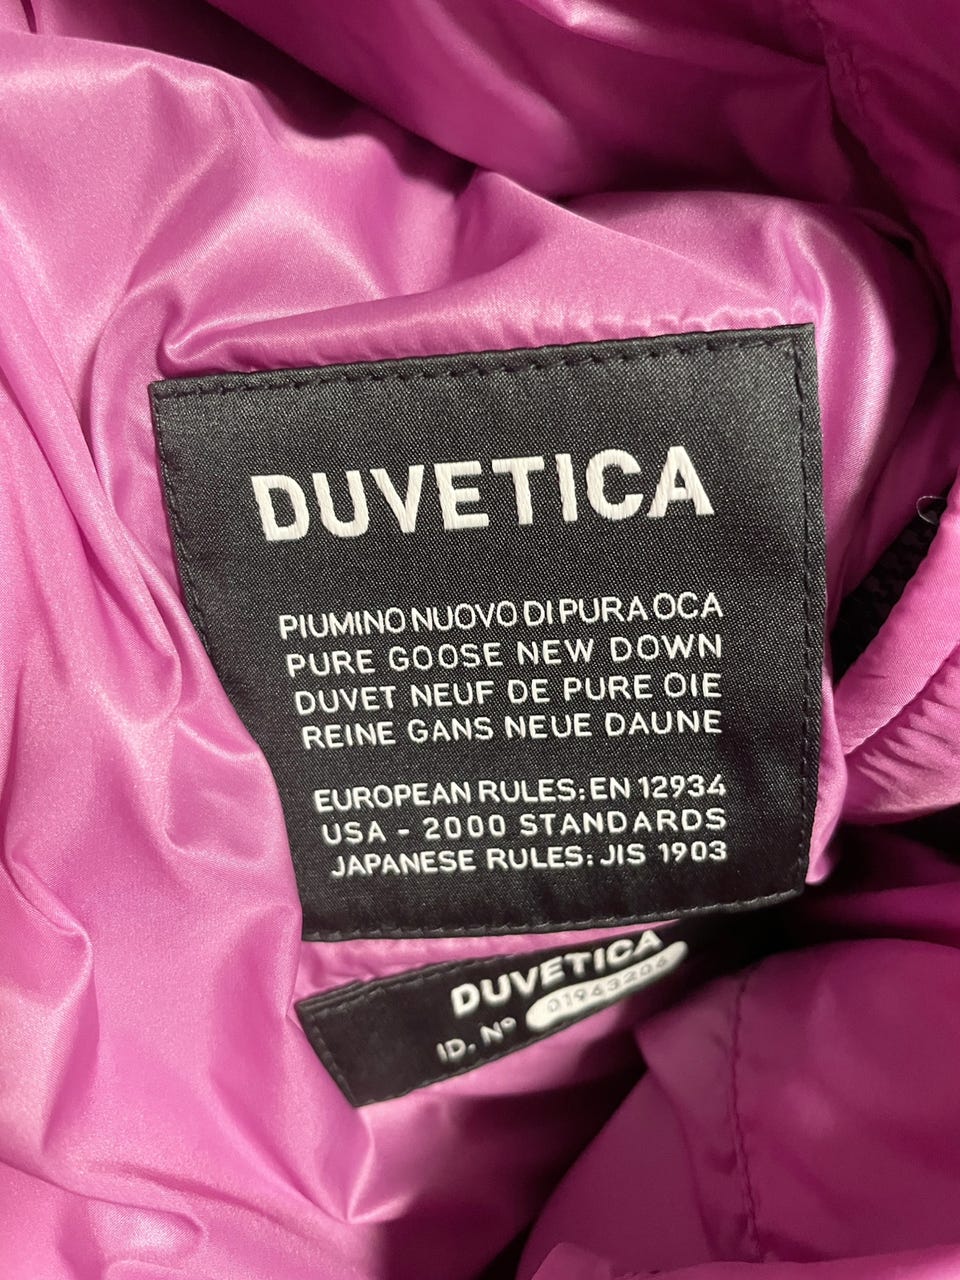 DUVETICA
PIUMINO NUOVO DI PURA OCA
PURE GOOSE NEW DOWN
DUVET NEUF DE PURE OIE
REINE GANS NEUE DAUNE
EUROPEAN RULES: EN 12934
USA - 2000 STANDARDS
JAPANESE RULES: JIS 1903
DUVETICA
ID. Nº